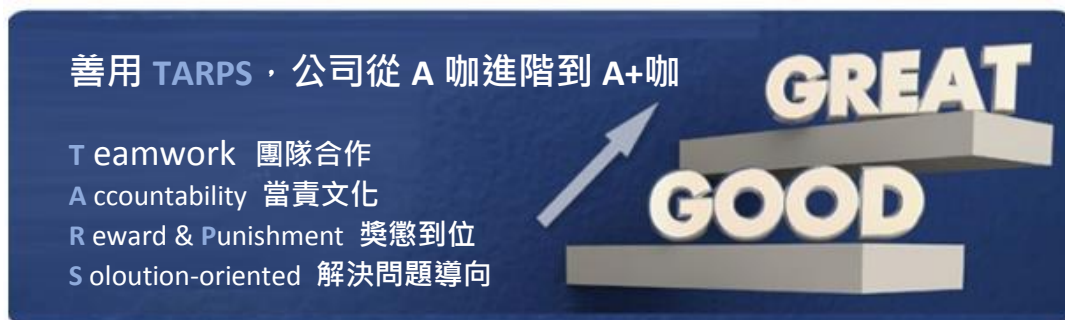 善用 TARPS，公司從 A 咖進階到 A+咖
T eamwork 團隊合作
A ccountability 當責文化
R eward & Punishment 獎懲到位
S oloution-oriented 解決問題導向
GREAT
GOOD